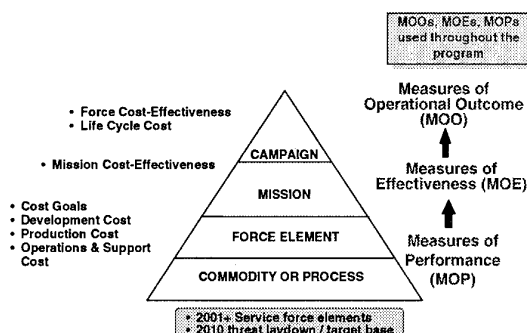 MOOs, MOEs, MOPs
used throughout the
program
Measures of
Operational Outcome
(MOO)
• Force Cost-Effectiveness
• Life Cycle Cost
CAMPAIGN
• Mission Cost-Effectiveness
Measures of
Effectiveness (MOE)
MISSION
• Cost Goals
• Development Cost
• Production Cost
• Operations & Support
Cost
FORCE ELEMENT
Measures of
Performance
(MOP)
COMMODITY OR PROCESS
• 2001+ Service force elements
• 2010 threat laydown / target base